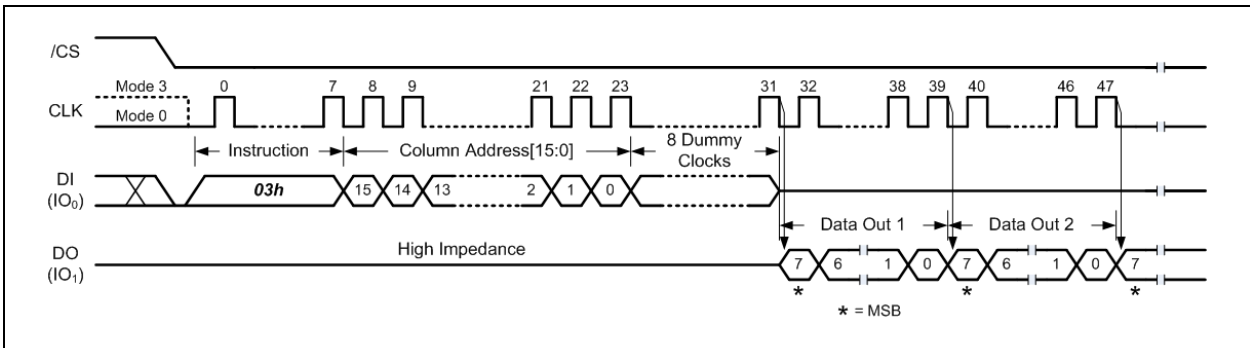 /CS
Mode 3 0 7 8 9 21 22 23 31 32 38 39 40 46 47
CLK
Mode 0
Instruction Column Address[15:0] 8 Dummy
Clocks
DI
(IO0)
03h 15 14 13 2 1 0
Data Out 1 Data Out 2
DO
(IO1)
High Impedance
7 6 1 0 7 6 1 0 7
* * *
* = MSB